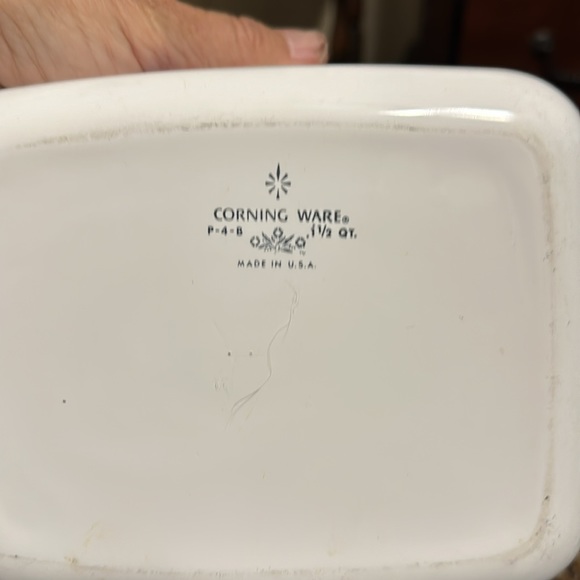 CORNING WARE®
P-4-B 1 1/2 QT.
MADE IN U.S.A.